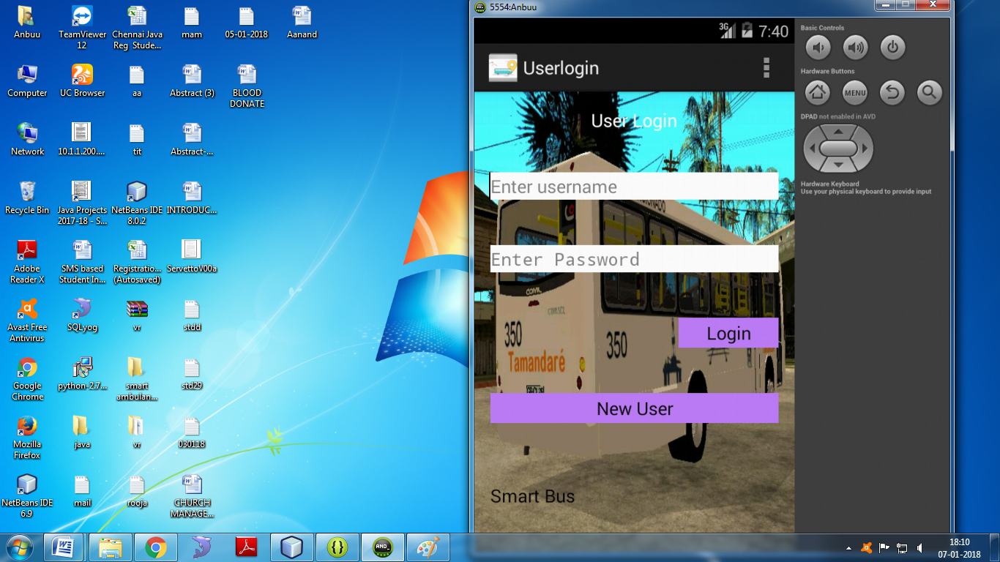 Anbuu
TeamViewer
12
Chennai Java
Reg Stude...
mam
05-01-2018
Aanand
Computer
UC Browser
aa
Abstract (3)
BLOOD
DONATE
Network
10.1.1.200....
tit
Abstract-...
Recycle Bin
Java Projects
2017-18 - S...
NetBeans IDE
8.0.2
INTRODUC...
Adobe
Reader X
SMS based
Student In...
Registratio...
(Autosaved)
ServettoV00a
Avast Free
Antivirus
SQLyog
vr
stdd
Google
Chrome
python-2.7...
smart
ambulan...
std29
Mozilla
Firefox
java
vr
030118
NetBeans IDE
6.9
mail
rooja
CHURCH
MANAGE...
5554:Anbuu
3G
7:40
Userlogin
User Login
Enter username
Enter Password
COMIL
350
350
Tamandaré
Login
New User
Smart Bus
Basic Controls
Hardware Buttons
MENU
DPAD not enabled in AVD
Hardware Keyboard
Use your physical keyboard to provide input
AND_
18:10
07-01-2018